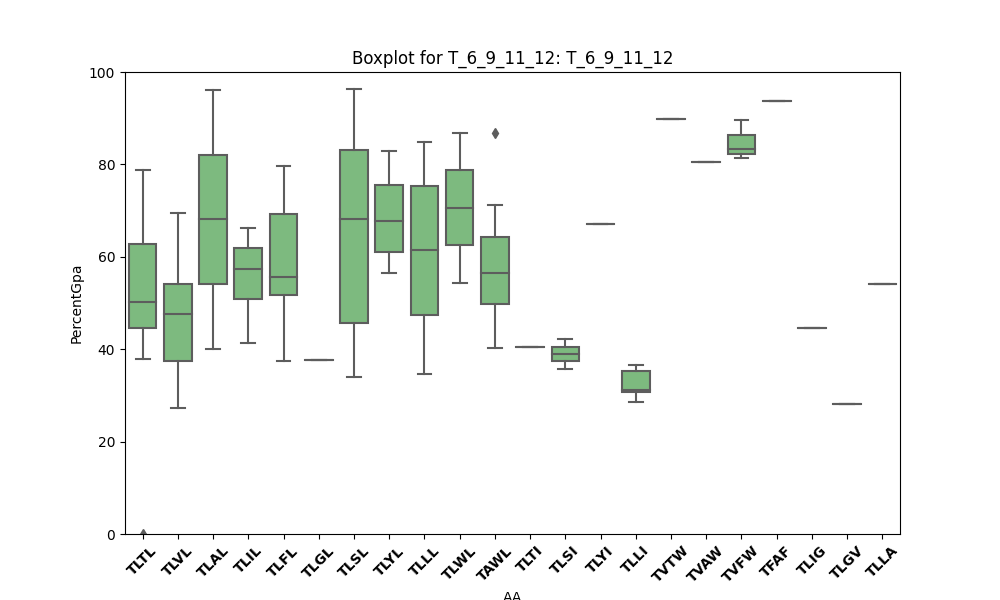 Boxplot for T_6_9_11_12: T_6_9_11_12
100
80
60
40
20
0
PercentGpa
TLTL TLVL TLAL TLIL TLFL TLGL TLSL TLYL TLLL TLWL TAWL TLTI TLSI TLYI TLLI TVTW TVAW TVFW TFAF TLIG TLGV TLLA
AA